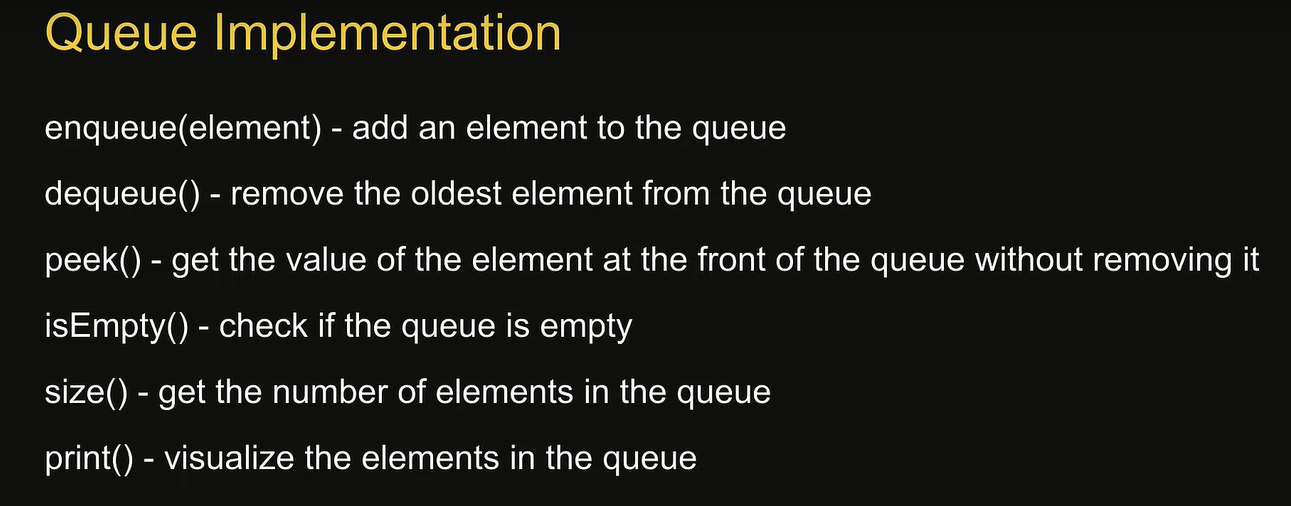 Queue Implementation
enqueue(element) - add an element to the queue
dequeue() - remove the oldest element from the queue
peek() - get the value of the element at the front of the queue without removing it
isEmpty() - check if the queue is empty
size() - get the number of elements in the queue
print() - visualize the elements in the queue